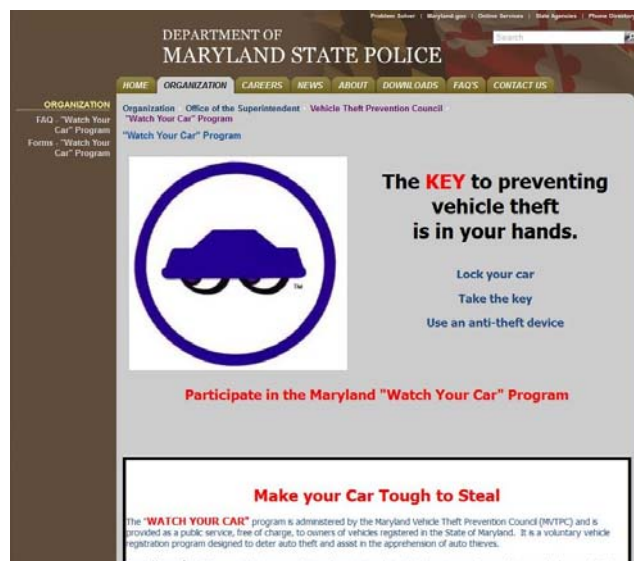 Problem Solver | Maryland.gov | Online Services | State Agencies | Phone Directory
DEPARTMENT OF
MARYLAND STATE POLICE
Search
HOME ORGANIZATION CAREERS NEWS ABOUT DOWNLOADS FAQ'S CONTACT US
ORGANIZATION
FAQ - "Watch Your
Car" Program
Forms - "Watch Your
Car" Program
Organization Office of the Superintendent Vehicle Theft Prevention Council
"Watch Your Car" Program
"Watch Your Car" Program
TM
The KEY to preventing
vehicle theft
is in your hands.
Lock your car
Take the key
Use an anti-theft device
Participate in the Maryland "Watch Your Car" Program
Make your Car Tough to Steal
The "WATCH YOUR CAR" program is administered by the Maryland Vehicle Theft Prevention Council (MVTPC) and is
provided as a public service, free of charge, to owners of vehicles registered in the State of Maryland. It is a voluntary vehicle
registration program designed to deter auto theft and assist in the apprehension of auto thieves.